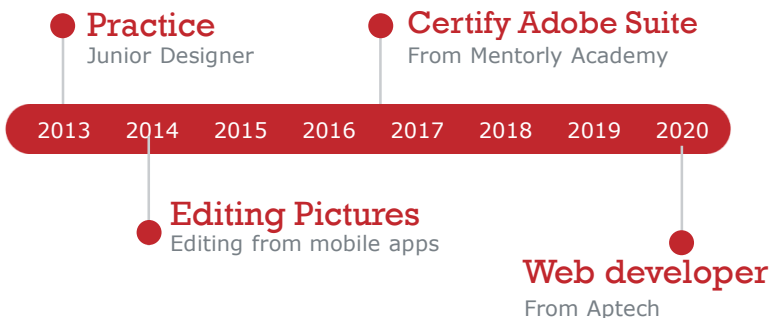 Practice
Junior Designer
Certify Adobe Suite
From Mentorly Academy
2013 2014 2015 2016 2017 2018 2019 2020
Editing Pictures
Editing from mobile apps
Web developer
From Aptech